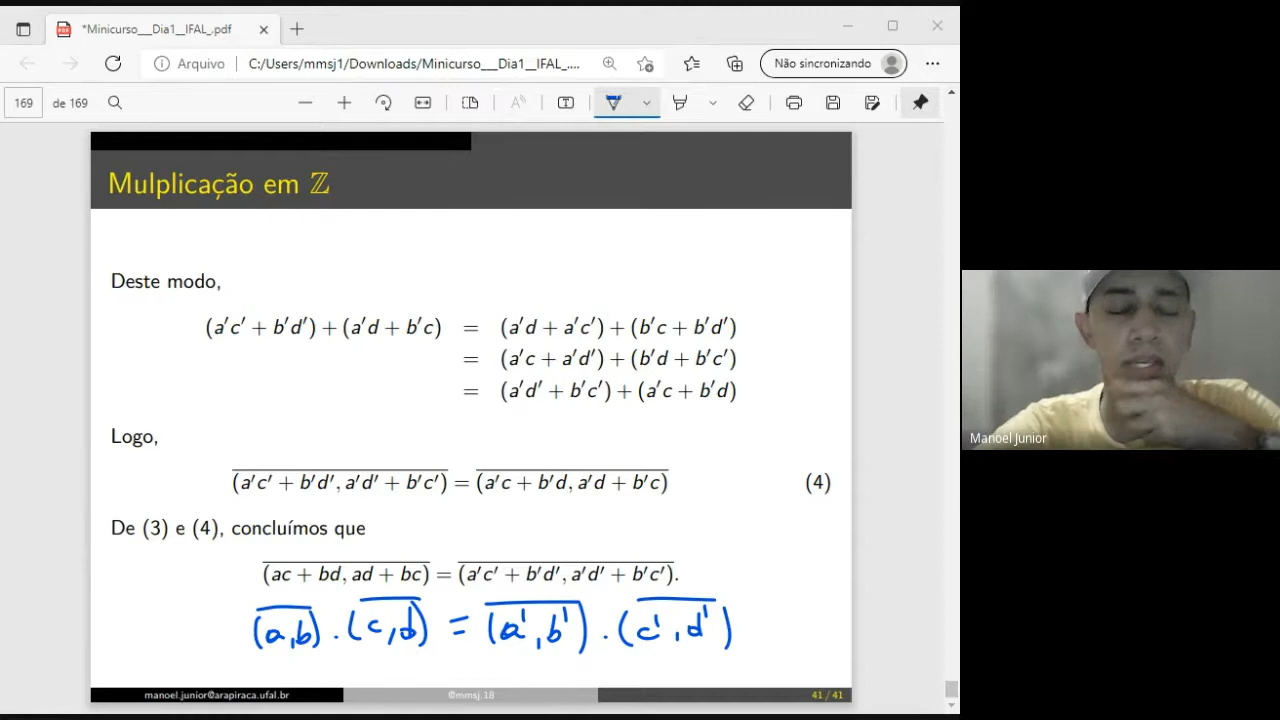 *Minicurso__Dia1__IFAL_.pdf
Arquivo C:/Users/mmsj1/Downloads/Minicurso__Dia1__IFAL_.... Não sincronizando
169 de 169
Mulplicação em ℤ
Deste modo,
(a′c′ + b′d′) + (a′d + b′c) = (a′d + a′c′) + (b′c + b′d′)
= (a′c + a′d′) + (b′d + b′c′)
= (a′d′ + b′c′) + (a′c + b′d)
Logo,
(a′c′ + b′d′, a′d′ + b′c′) = (a′c + b′d, a′d + b′c) (4)
De (3) e (4), concluímos que
(ac + bd, ad + bc) = (a′c′ + b′d′, a′d′ + b′c′).
(a,b) . (c,d) = (a′,b′) . (c′,d′)
manoel.junior@arapiraca.ufal.br @mmsj.18 41 / 41
Manoel Junior